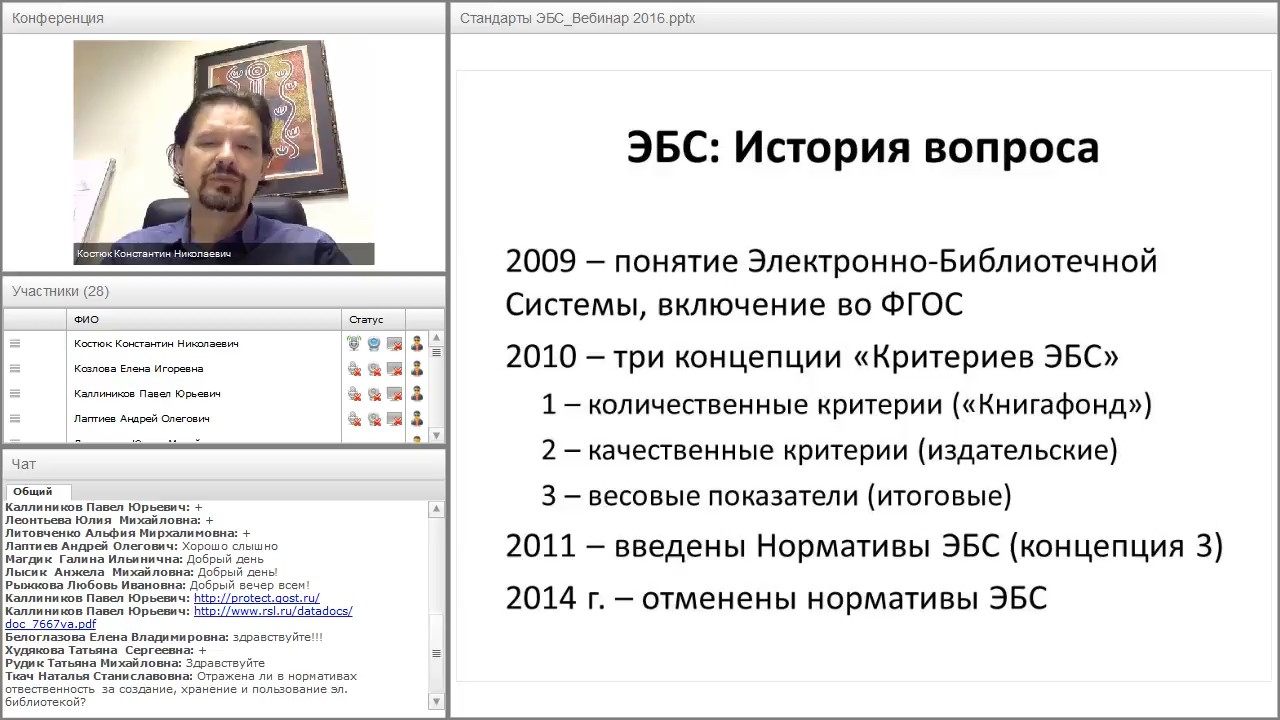 Конференция
Костюк Константин Николаевич
Участники (28)
ФИО
Статус
Костюк Константин Николаевич
Козлова Елена Игоревна
Каллиников Павел Юрьевич
Лаптиев Андрей Олегович
Чат
Общий
Каллиников Павел Юрьевич: +
Леонтьева Юлия Михайловна: +
Литовченко Альфия Мирхалимовна: +
Лаптиев Андрей Олегович: Хорошо слышно
Магдик Галина Ильинична: Добрый день
Лысик Анжела Михайловна: Добрый день!
Рыжкова Любовь Ивановна: Добрый вечер всем!
Каллиников Павел Юрьевич: http://protect.gost.ru/
Каллиников Павел Юрьевич: http://www.rsl.ru/datadocs/
doc_7667va.pdf
Белоглазова Елена Владимировна: здравствуйте!!!
Худякова Татьяна Сергеевна: +
Рудик Татьяна Михайловна: Здравствуйте
Ткач Наталья Станиславовна: Отражена ли в нормативах
отвественность за создание, хранение и пользование эл.
библиотекой?
Стандарты ЭБС_Вебинар 2016.pptx
ЭБС: История вопроса
2009 – понятие Электронно-Библиотечной
Системы, включение во ФГОС
2010 – три концепции «Критериев ЭБС»
1 – количественные критерии («Книгафонд»)
2 – качественные критерии (издательские)
3 – весовые показатели (итоговые)
2011 – введены Нормативы ЭБС (концепция 3)
2014 г. – отменены нормативы ЭБС